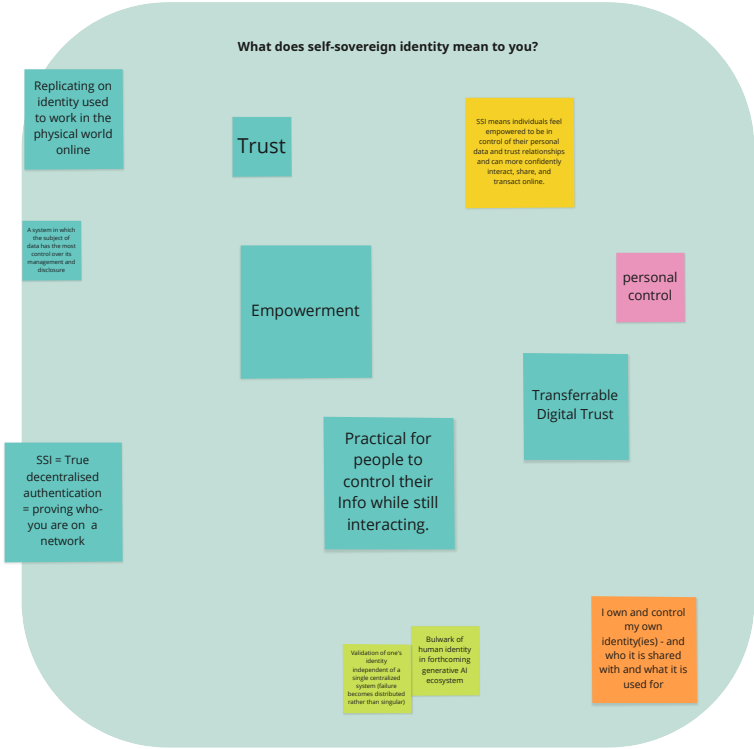 What does self-sovereign identity mean to you?
Replicating on
identity used
to work in the
physical world
online
Trust
SSI means individuals feel
empowered to be in
control of their personal
data and trust relationships
and can more confidently
interact, share, and
transact online.
A system in which
the subject of
data has the most
control over its
management and
disclosure
Empowerment
personal
control
Transferrable
Digital Trust
Practical for
people to
control their
Info while still
interacting.
SSI = True
decentralised
authentication
= proving who-
you are on a
network
Validation of one's
identity
independent of a
single centralized
system (failure
becomes distributed
rather than singular)
Bulwark of
human identity
in forthcoming
generative AI
ecosystem
I own and control
my own
identity(ies) - and
who it is shared
with and what it is
used for